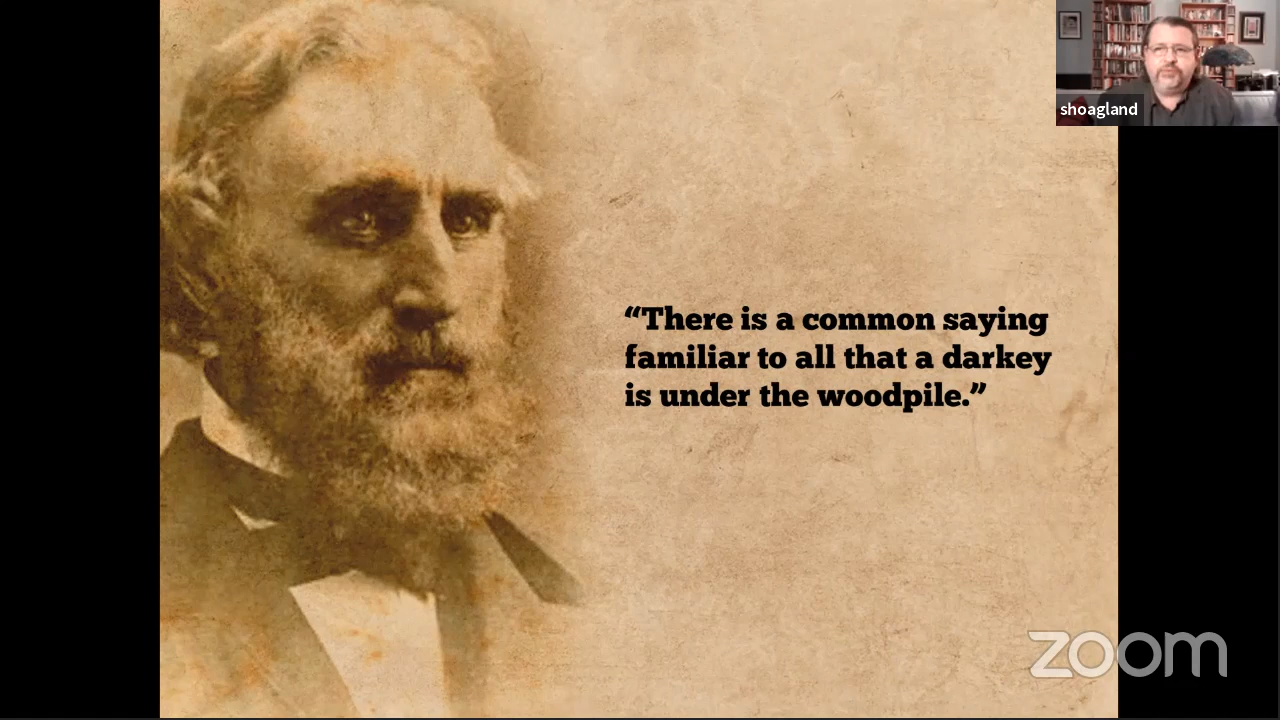 shoagland
“There is a common saying
familiar to all that a darkey
is under the woodpile.”
zoom